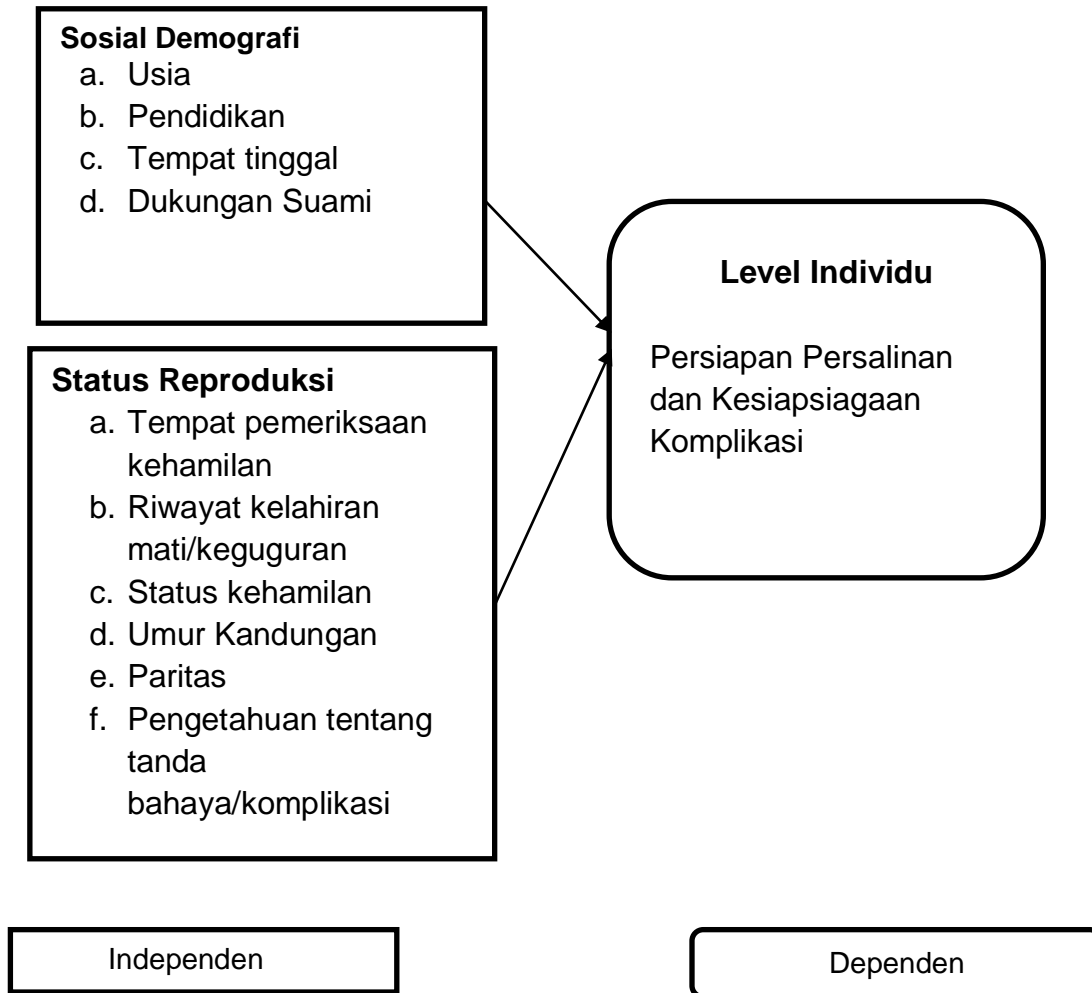 Sosial Demografi
a. Usia
b. Pendidikan
c. Tempat tinggal
d. Dukungan Suami
Status Reproduksi
a. Tempat pemeriksaan
kehamilan
b. Riwayat kelahiran
mati/keguguran
c. Status kehamilan
d. Umur Kandungan
e. Paritas
f. Pengetahuan tentang
tanda
bahaya/komplikasi
Level Individu
Persiapan Persalinan
dan Kesiapsiagaan
Komplikasi
Independen
Dependen